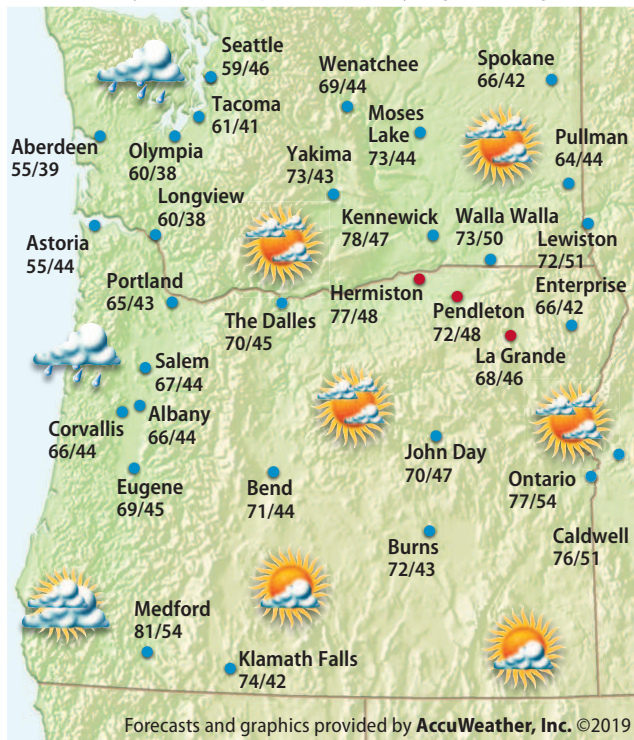 Seattle
59/46
Wenatchee
69/44
Spokane
66/42
Tacoma
61/41
Moses
Lake
73/44
Aberdeen
55/39
Olympia
60/38
Yakima
73/43
Pullman
64/44
Longview
60/38
Kennewick
78/47
Walla Walla
73/50
Lewiston
72/51
Astoria
55/44
Portland
65/43
The Dalles
70/45
Hermiston
77/48
Pendleton
72/48
Enterprise
66/42
La Grande
68/46
Salem
67/44
Albany
66/44
Corvallis
66/44
John Day
70/47
Ontario
77/54
Eugene
69/45
Bend
71/44
Caldwell
76/51
Burns
72/43
Medford
81/54
Klamath Falls
74/42
Forecasts and graphics provided by AccuWeather, Inc. ©2019